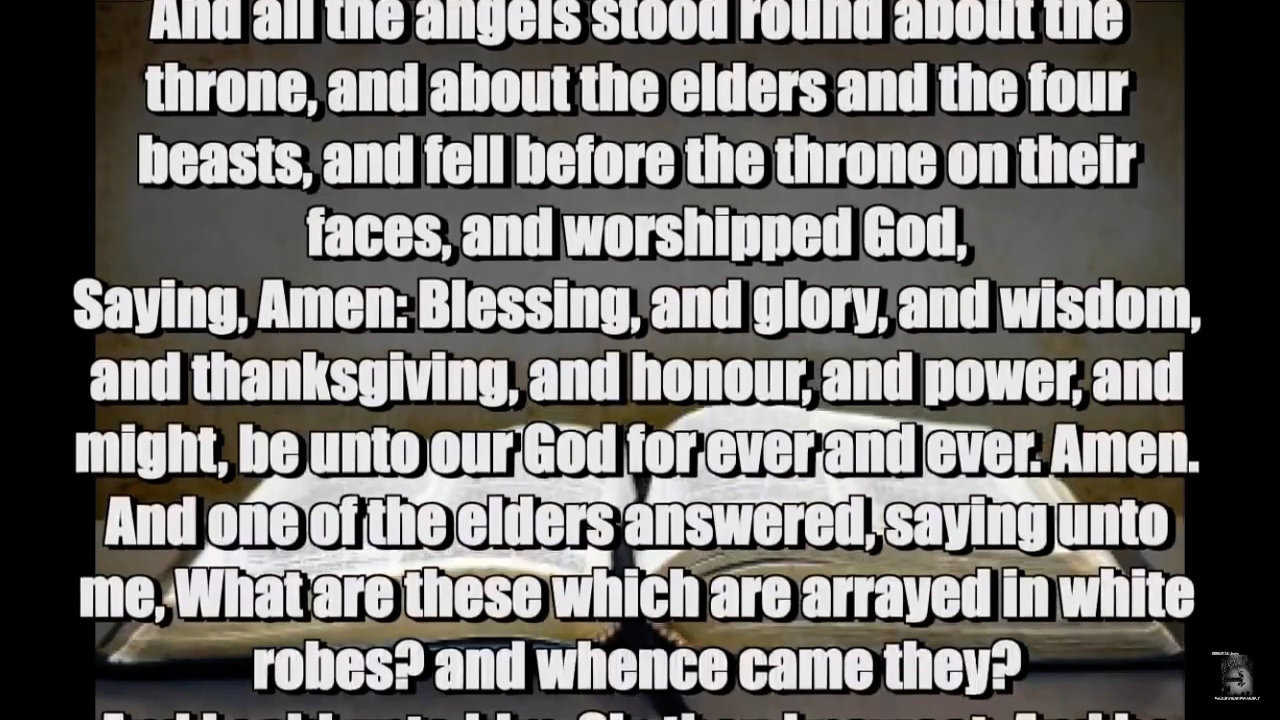 And all the angels stood round about the
throne, and about the elders and the four
beasts, and fell before the throne on their
faces, and worshipped God,
Saying, Amen: Blessing, and glory, and wisdom,
and thanksgiving, and honour, and power, and
might, be unto our God for ever and ever. Amen.
And one of the elders answered, saying unto
me, What are these which are arrayed in white
robes? and whence came they?